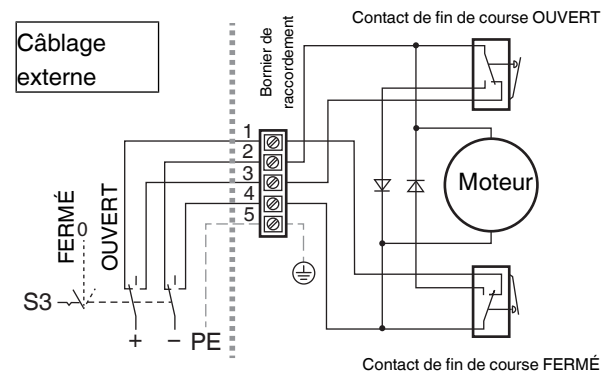 Contact de fin de course OUVERT
Câblage
externe
Bornier de
raccordement
1
2
3
4
5
Moteur
FERMÉ
0
OUVERT
S3
+
−
PE
Contact de fin de course FERMÉ